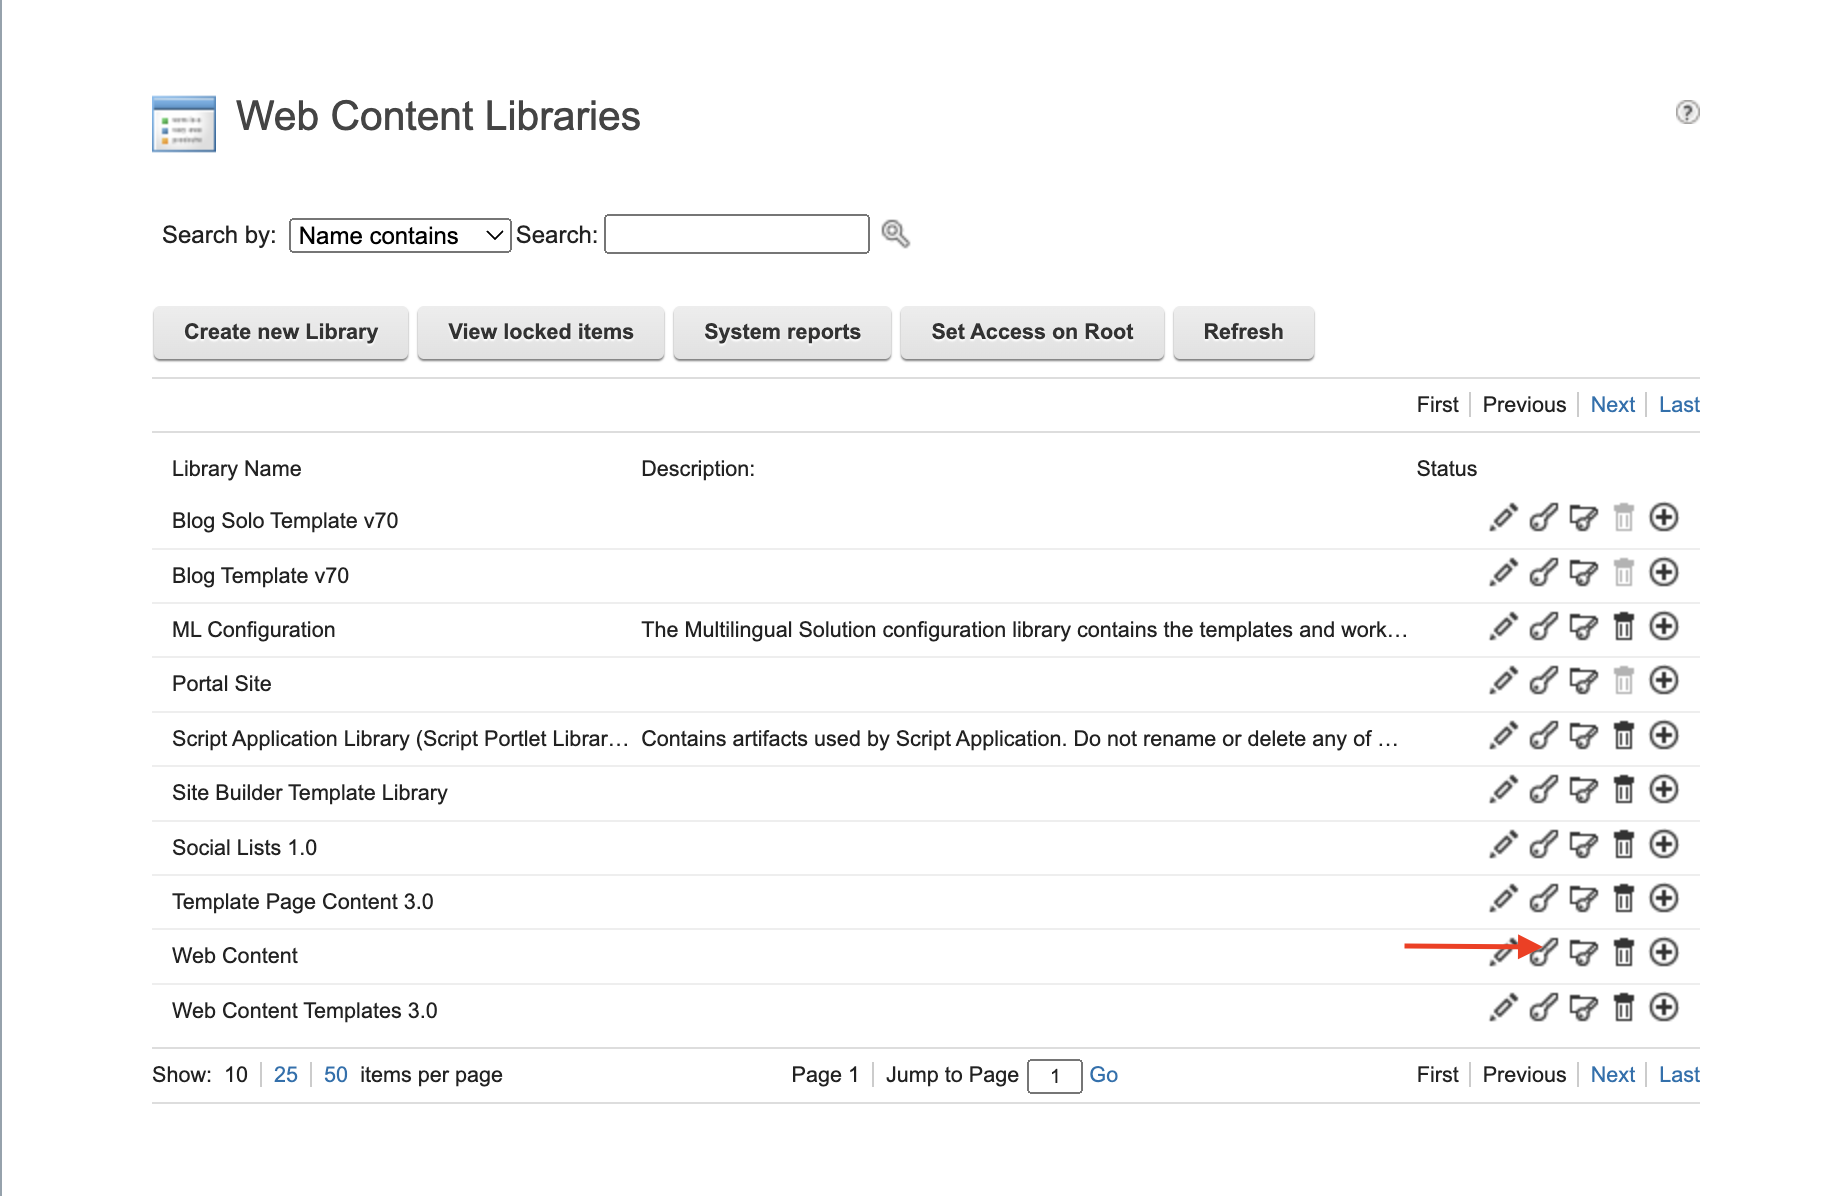 Web Content Libraries
Search by: Name contains Search:
Create new Library View locked items System reports Set Access on Root Refresh
First Previous Next Last
Library Name Description: Status
Blog Solo Template v70
Blog Template v70
ML Configuration The Multilingual Solution configuration library contains the templates and work...
Portal Site
Script Application Library (Script Portlet Librar... Contains artifacts used by Script Application. Do not rename or delete any of ...
Site Builder Template Library
Social Lists 1.0
Template Page Content 3.0
Web Content
Web Content Templates 3.0
Show: 10 25 50 items per page Page 1 Jump to Page 1 Go First Previous Next Last